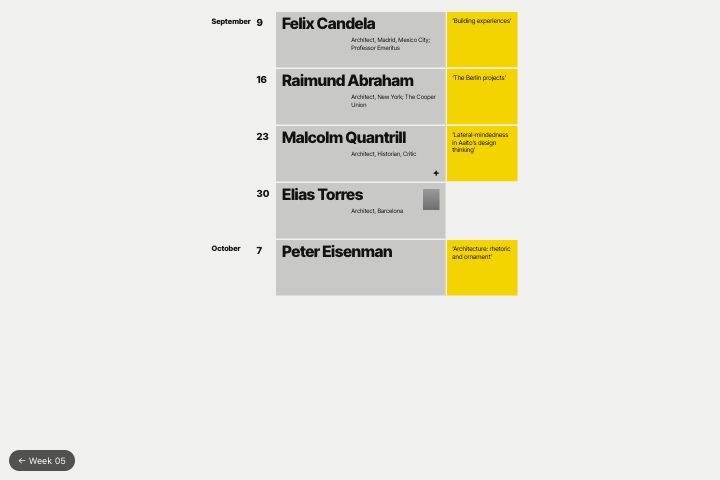 September 9 Felix Candela 'Building experiences'
Architect, Madrid, Mexico City;
Professor Emeritus
16 Raimund Abraham 'The Berlin projects'
Architect, New York; The Cooper
Union
23 Malcolm Quantrill 'Lateral-mindedness
in Aalto's design
thinking'
Architect, Historian, Critic
+
30 Elias Torres
Architect, Barcelona
October 7 Peter Eisenman 'Architecture: rhetoric
and ornament'
← Week 05